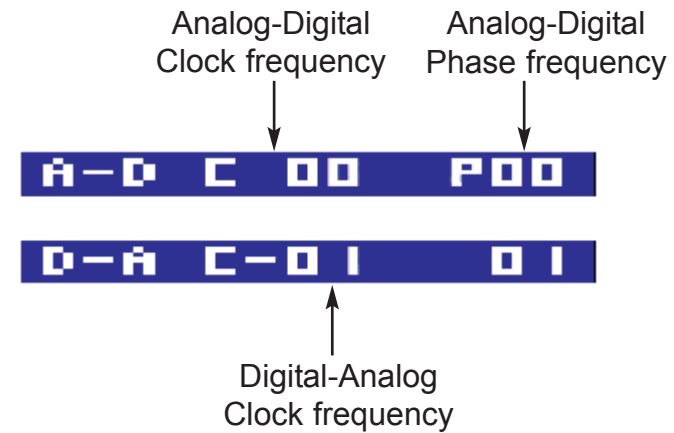 Analog-Digital Analog-Digital
Clock frequency Phase frequency
A-D C 00 P00
D-A C-01 01
Digital-Analog
Clock frequency